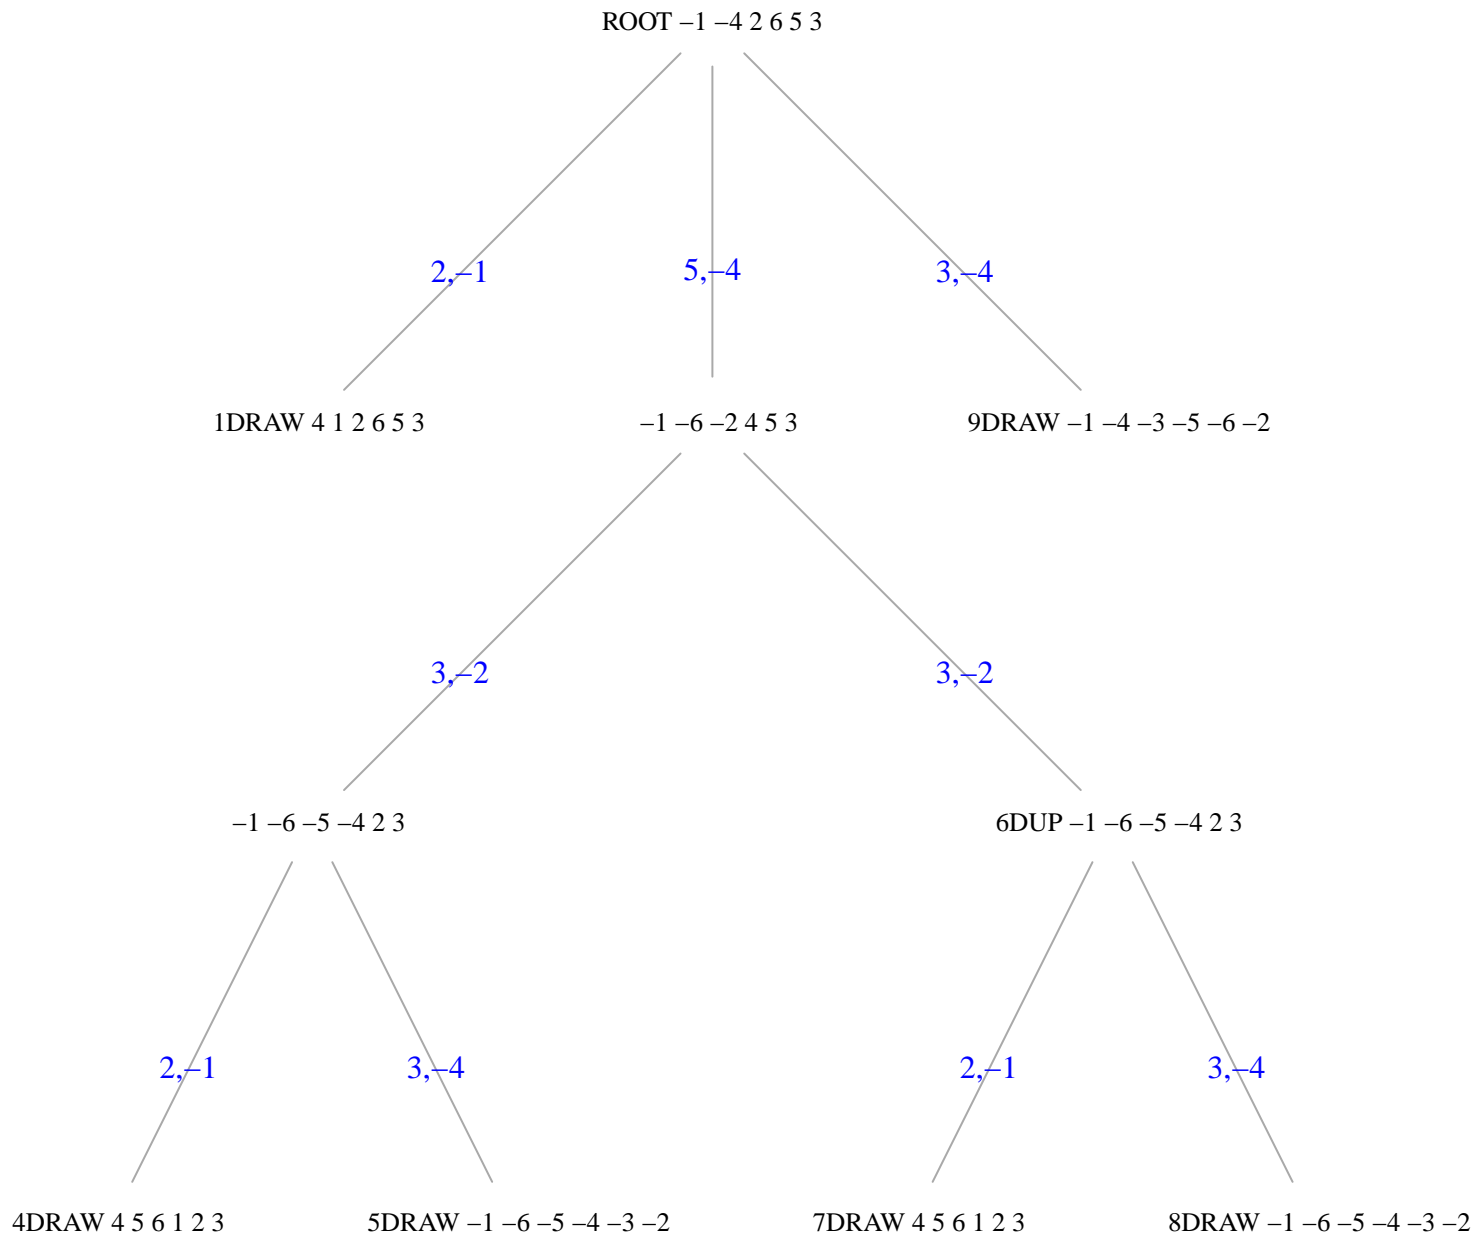 ROOT –1 –4 2 6 5 3
2,–1
5,–4
3,–4
1DRAW 4 1 2 6 5 3
–1 –6 –2 4 5 3
9DRAW –1 –4 –3 –5 –6 –2
3,–2
3,–2
–1 –6 –5 –4 2 3
6DUP –1 –6 –5 –4 2 3
2,–1
3,–4
2,–1
3,–4
4DRAW 4 5 6 1 2 3
5DRAW –1 –6 –5 –4 –3 –2
7DRAW 4 5 6 1 2 3
8DRAW –1 –6 –5 –4 –3 –2